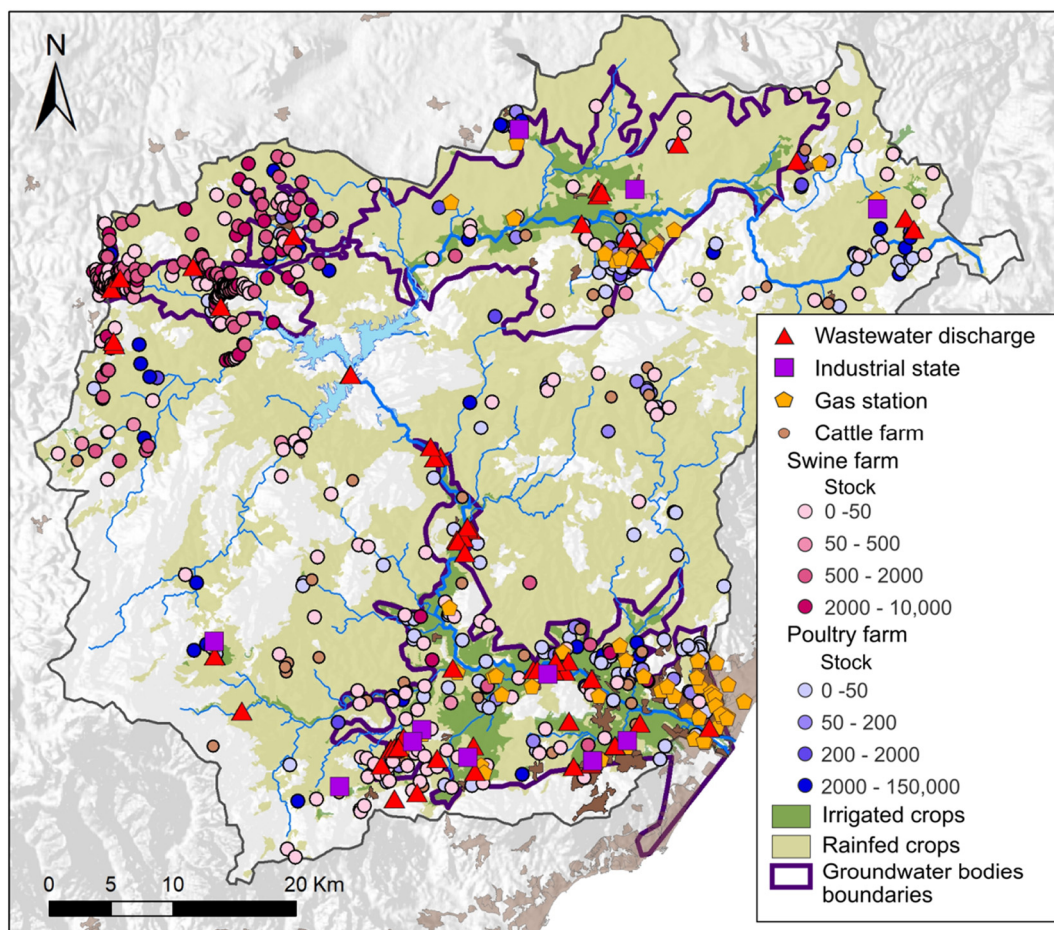 N
Wastewater discharge
Industrial state
Gas station
Cattle farm
Swine farm
Stock
0 -50
50 - 500
500 - 2000
2000 - 10,000
Poultry farm
Stock
0 -50
50 - 200
200 - 2000
2000 - 150,000
Irrigated crops
Rainfed crops
Groundwater bodies
boundaries
0 5 10 20 Km